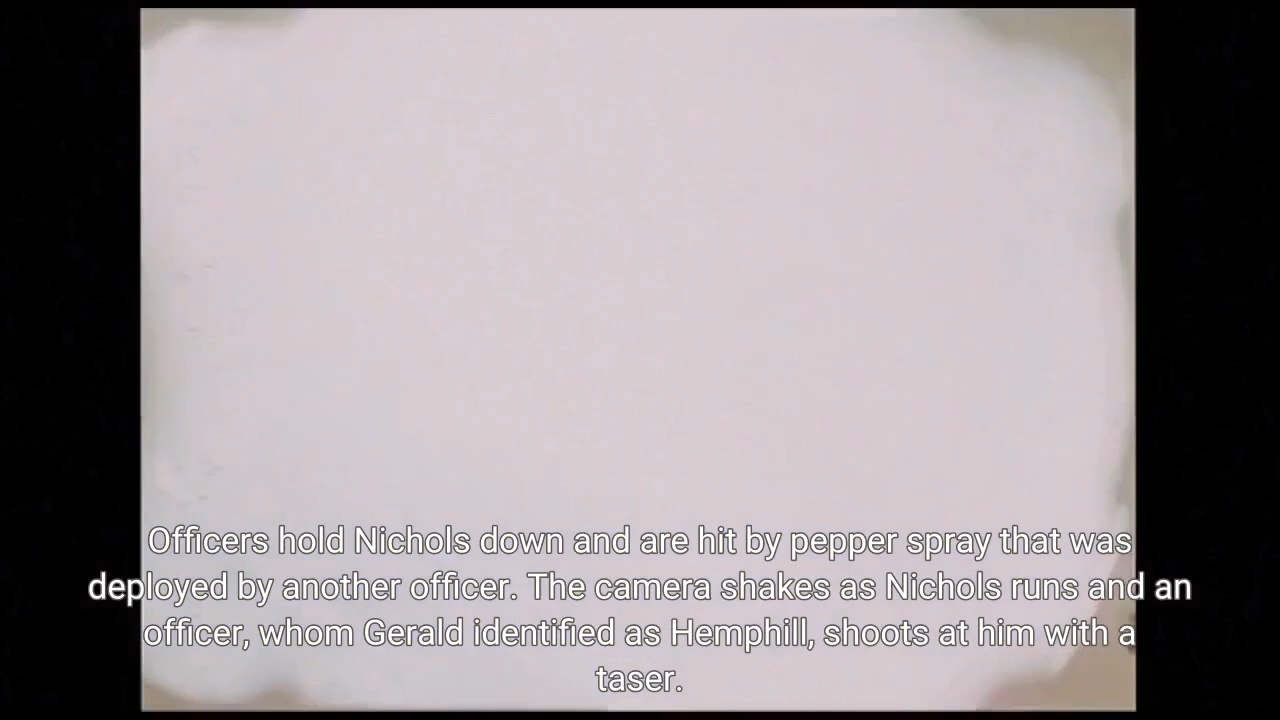 Officers hold Nichols down and are hit by pepper spray that was
deployed by another officer. The camera shakes as Nichols runs and an
officer, whom Gerald identified as Hemphill, shoots at him with a
taser.